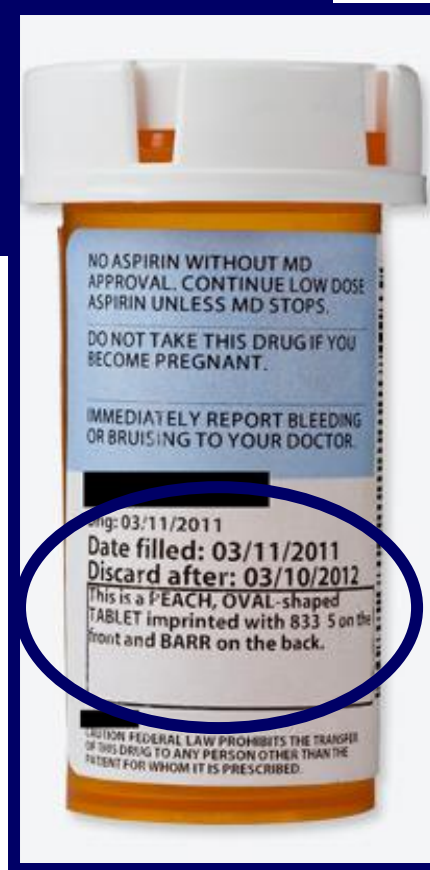 NO ASPIRIN WITHOUT MD
APPROVAL. CONTINUE LOW DOSE
ASPIRIN UNLESS MD STOPS.
DO NOT TAKE THIS DRUG IF YOU
BECOME PREGNANT.
IMMEDIATELY REPORT BLEEDING
OR BRUISING TO YOUR DOCTOR.
03/11/2011
Date filled: 03/11/2011
Discard after: 03/10/2012
This is a PEACH, OVAL-shaped
TABLET imprinted with 833 5 on the
front and BARR on the back.
CAUTION FEDERAL LAW PROHIBITS THE TRANSFER
OF THIS DRUG TO ANY PERSON OTHER THAN THE
PATIENT FOR WHOM IT IS PRESCRIBED.